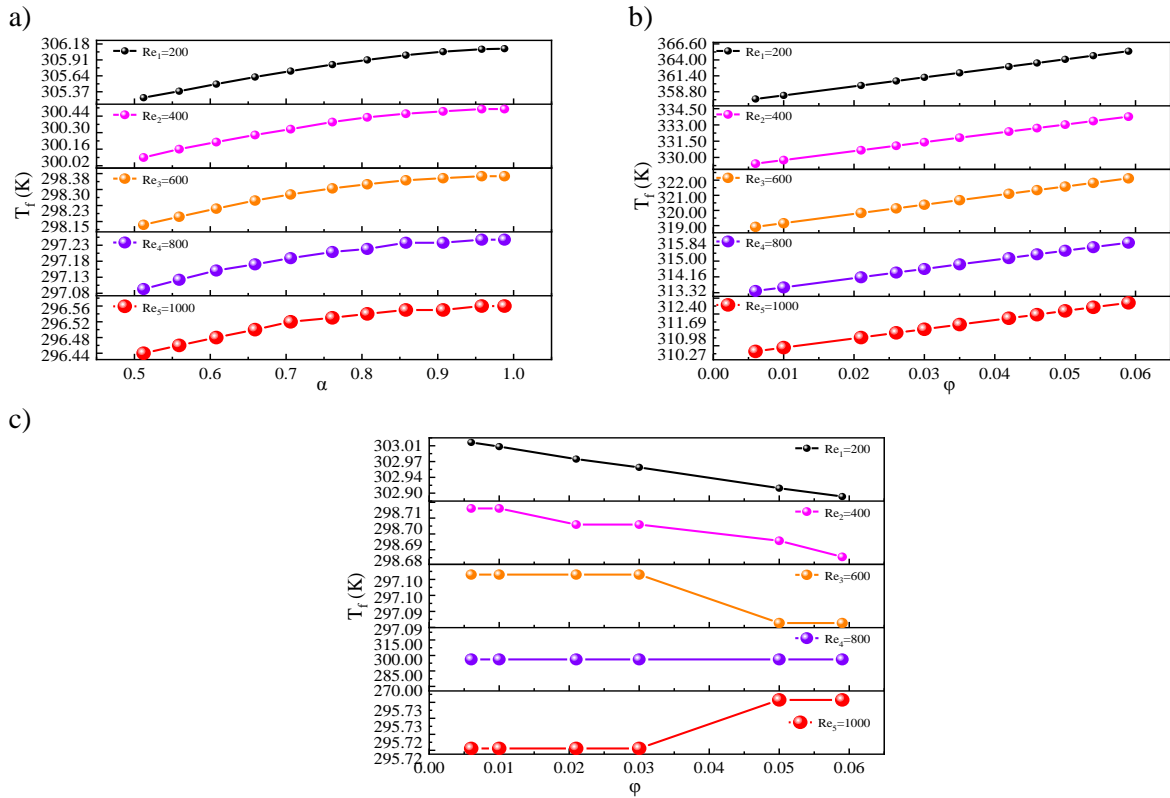 a)
306.18
305.91
305.64
305.37
Re1=200
300.44
300.30
300.16
300.02
Re2=400
298.38
298.30
298.23
298.15
Re3=600
297.23
297.18
297.13
297.08
Re4=800
296.56
296.52
296.48
296.44
Re5=1000
Tf (K)
0.5 0.6 0.7 0.8 0.9 1.0
α
b)
366.60
364.00
361.40
358.80
Re1=200
334.50
333.00
331.50
330.00
Re2=400
322.00
321.00
320.00
319.00
Re3=600
315.84
315.00
314.16
313.32
Re4=800
312.40
311.69
310.98
310.27
Re5=1000
Tf (K)
0.00 0.01 0.02 0.03 0.04 0.05 0.06
φ
c)
303.01
302.97
302.94
302.90
Re1=200
298.71
298.70
298.69
298.68
Re2=400
297.10
297.10
297.09
297.09
Re3=600
315.00
300.00
285.00
270.00
Re4=800
295.73
295.73
295.72
295.72
Re5=1000
Tf (K)
0.00 0.01 0.02 0.03 0.04 0.05 0.06
φ